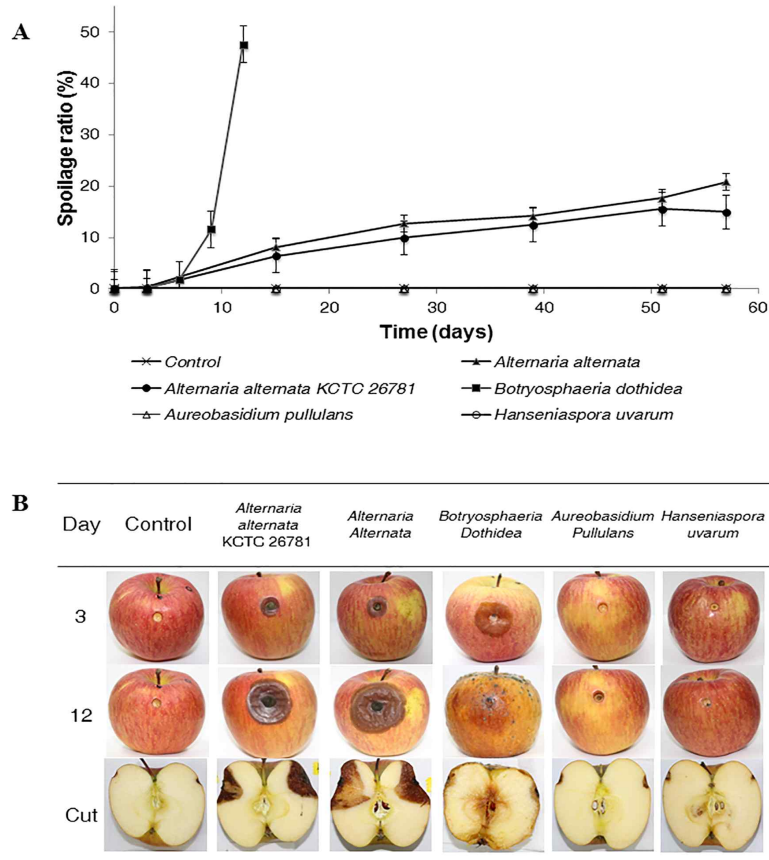 A
Spoilage ratio (%)
50
40
30
20
10
0
0 10 20 30 40 50 60
Time (days)
Control
Alternaria alternata
Alternaria alternata KCTC 26781
Botryosphaeria dothidea
Aureobasidium pullulans
Hanseniaspora uvarum
B
Day
Control
Alternaria
alternata
KCTC 26781
Alternaria
Alternata
Botryosphaeria
Dothidea
Aureobasidium
Pullulans
Hanseniaspora
uvarum
3
12
Cut